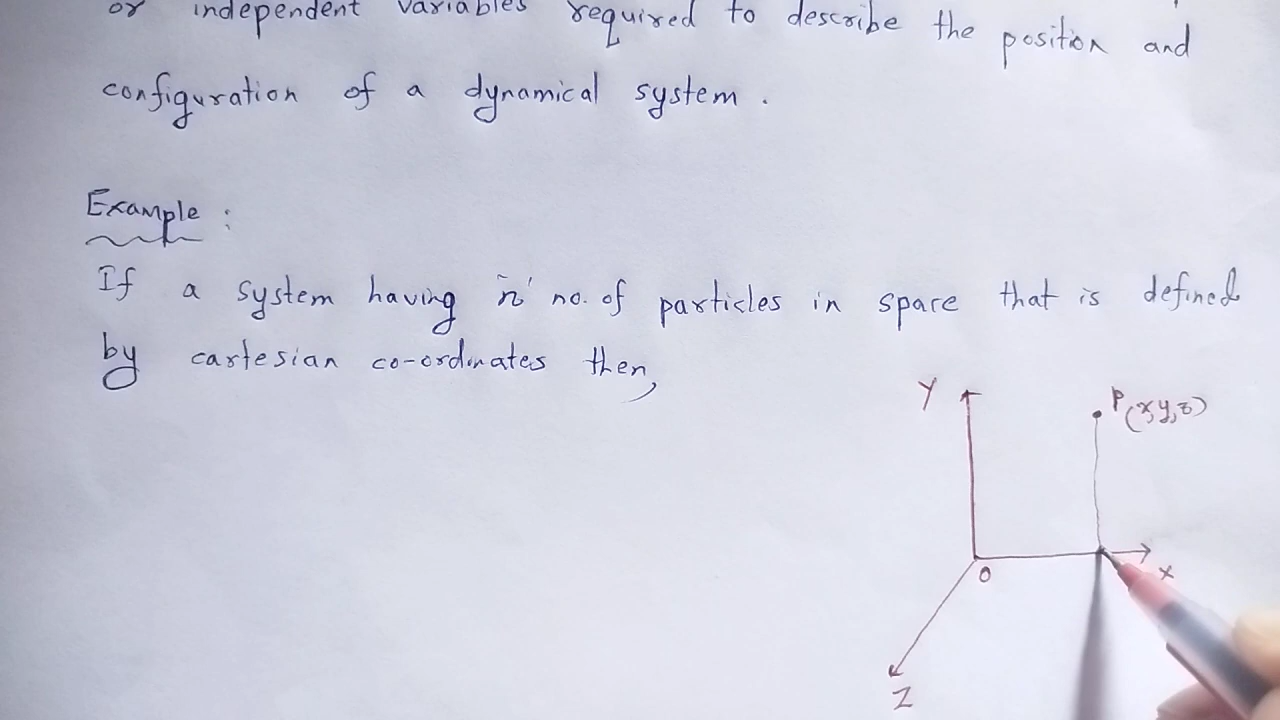 or independent variables required to describe the position and
configuration of a dynamical system.
Example :
If a system having 'n' no. of particles in space that is defined
by cartesian co-ordinates then,
Y
P(x,y,z)
O
X
Z